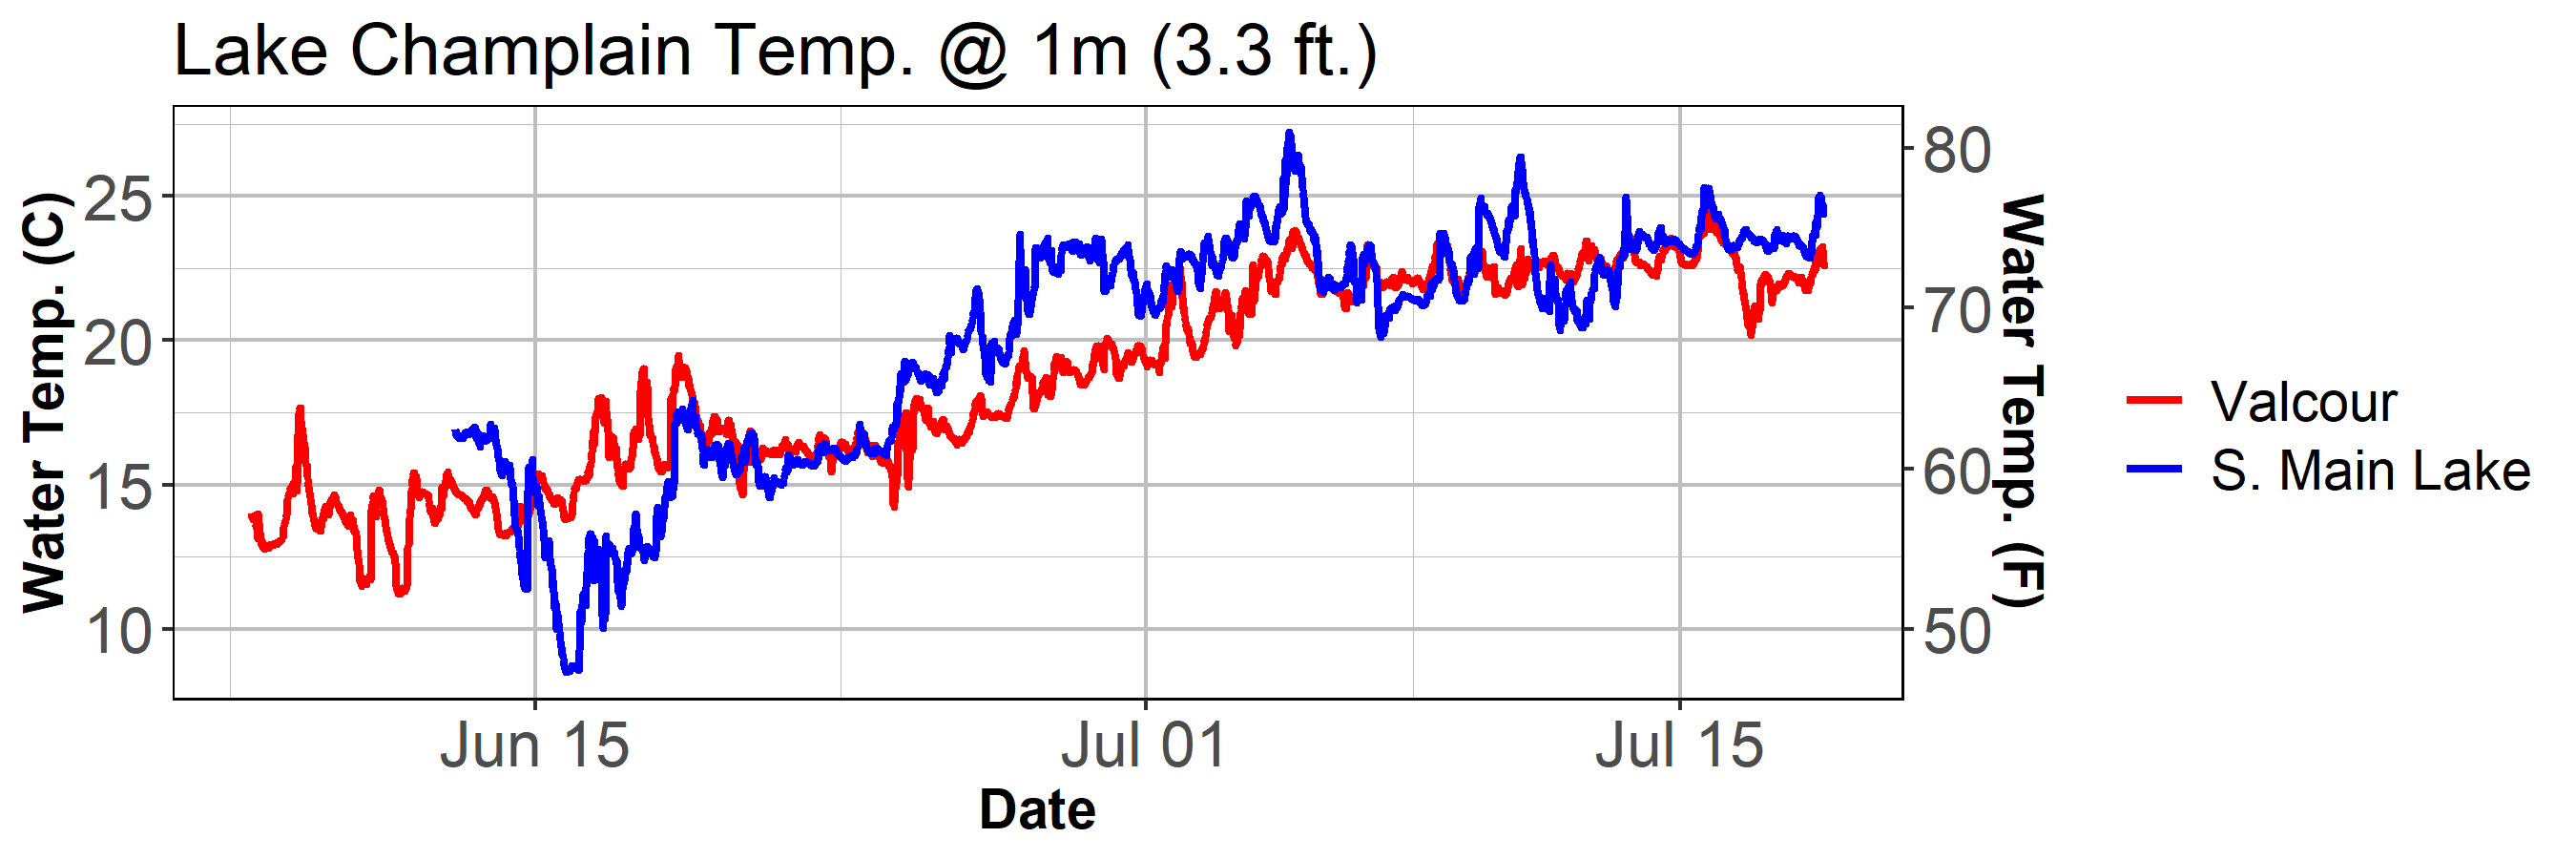 Lake Champlain Temp. @ 1m (3.3 ft.)
Water Temp. (C)
25
20
15
10
80
70
60
50
Water Temp. (F)
Jun 15
Jul 01
Jul 15
Date
Valcour
S. Main Lake